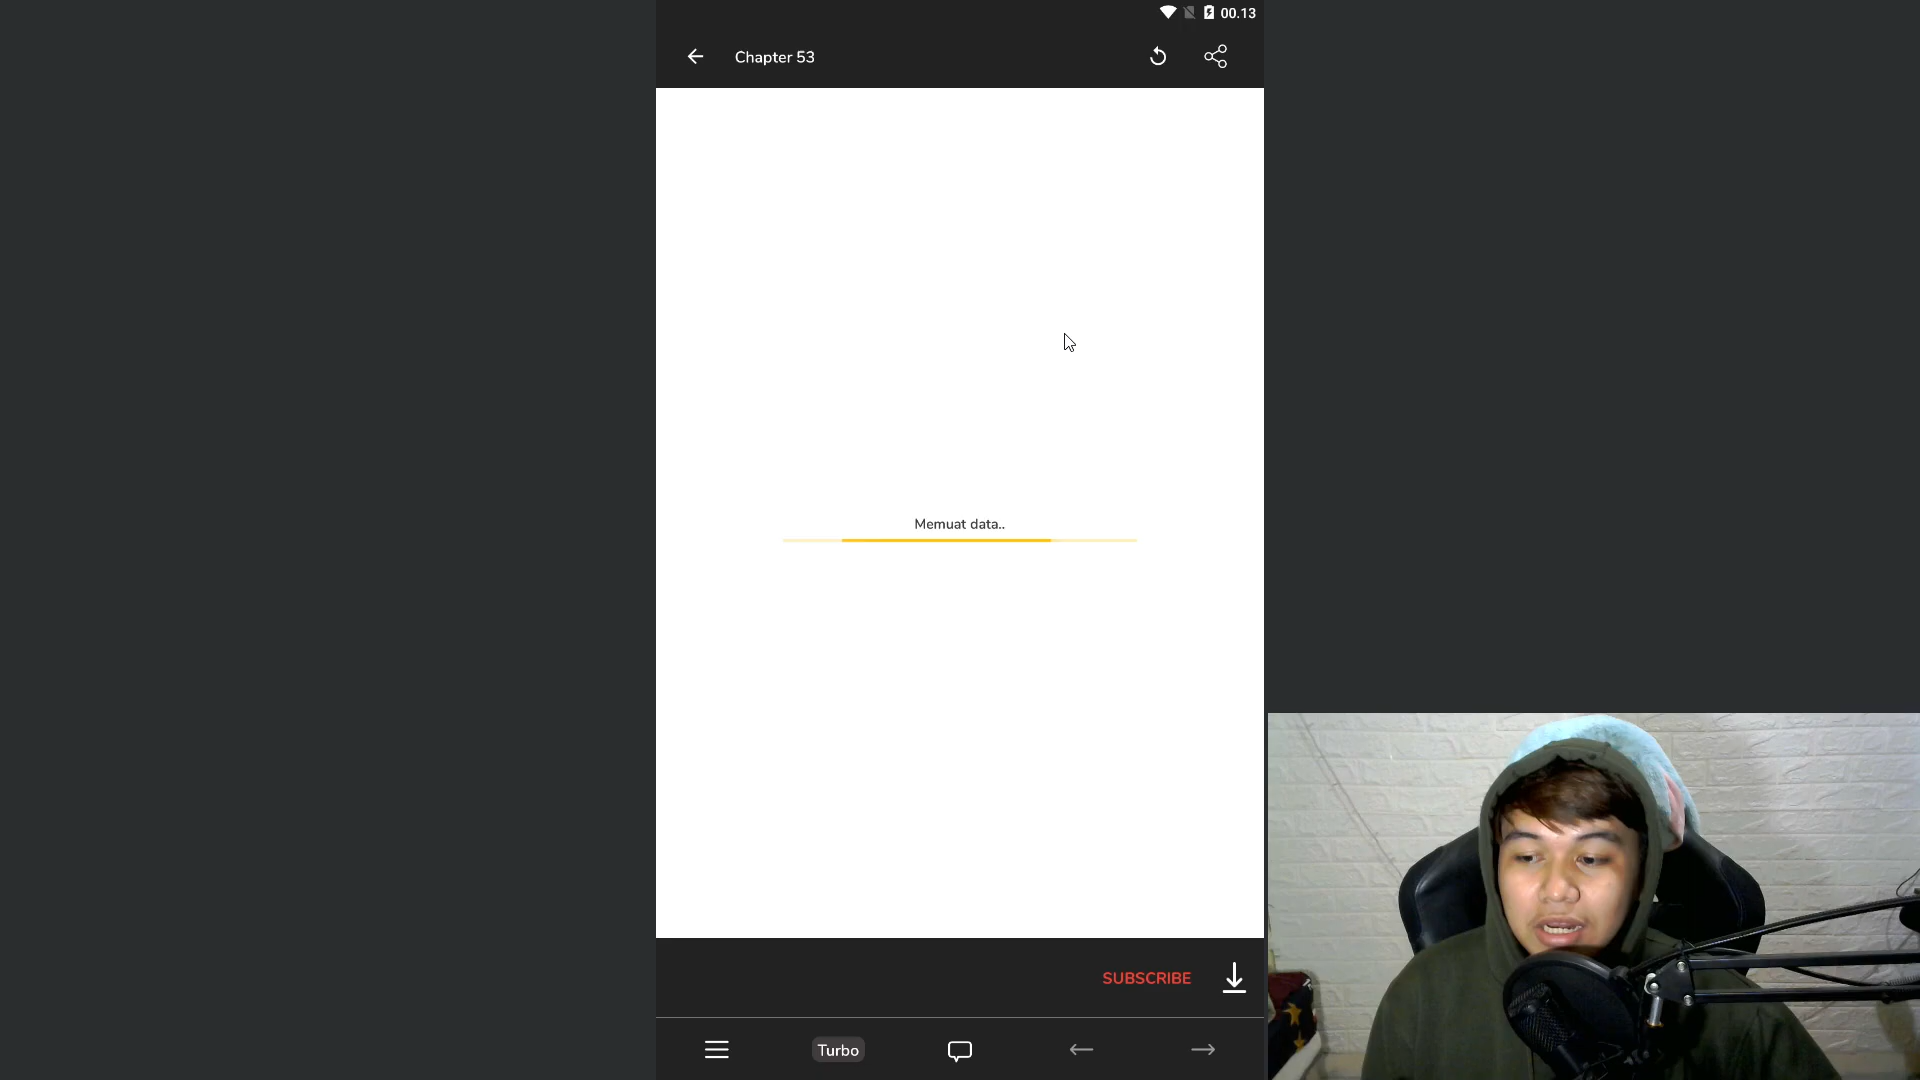 00.13
Chapter 53
Memuat data..
SUBSCRIBE
Turbo